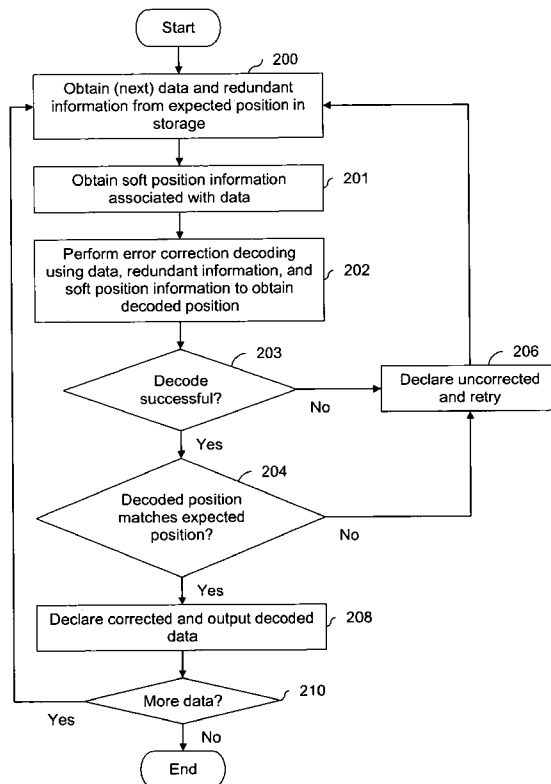 Start
200
Obtain (next) data and redundant
information from expected position in
storage
Obtain soft position information
associated with data
201
Perform error correction decoding
using data, redundant information, and
soft position information to obtain
decoded position
202
203
Decode
successful?
No
206
Declare uncorrected
and retry
Yes
204
Decoded position
matches expected
position?
No
Yes
Declare corrected and output decoded
data
208
More data?
210
Yes
No
End